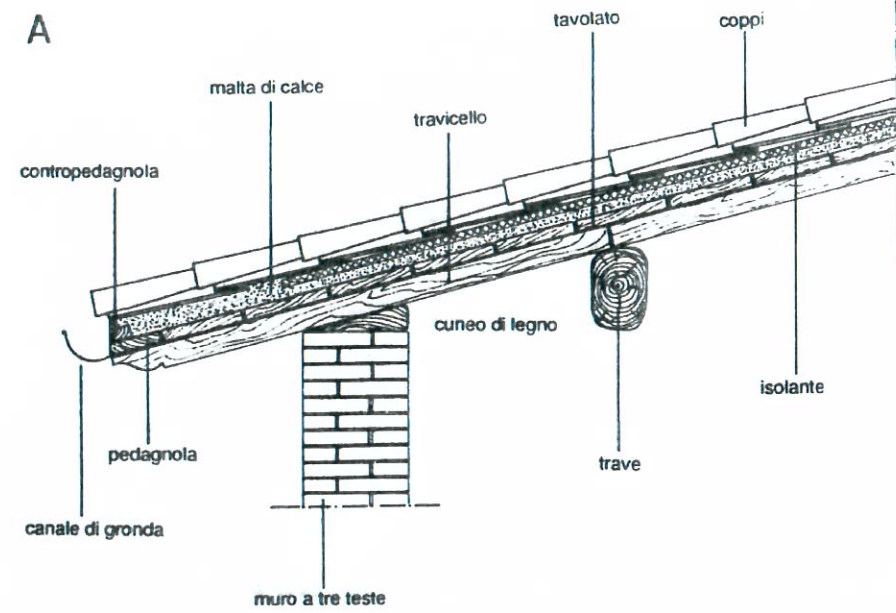 A
tavolato
coppi
malta di calce
travicello
contropedagnola
cuneo di legno
isolante
pedagnola
trave
canale di gronda
muro a tre teste